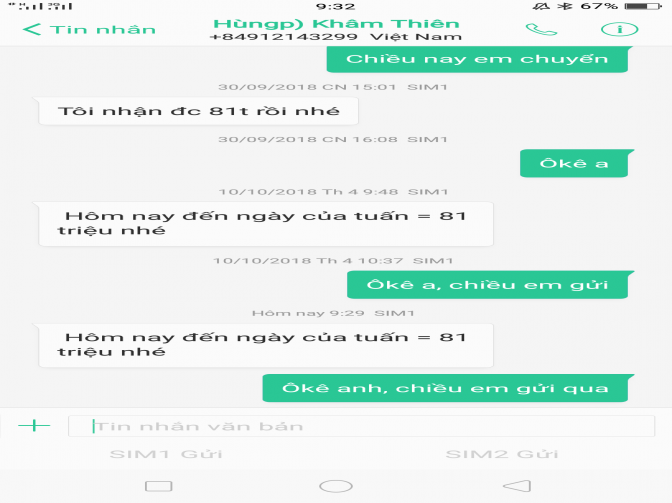 9:32
67%
Tin nhắn
Hùngp) Khâm Thiên
+84912143299 Việt Nam
Chiều nay em chuyển
30/09/2018 CN 15:01 SIM1
Tôi nhận đc 81t rồi nhé
30/09/2018 CN 16:08 SIM1
Ôkê a
10/10/2018 Th 4 9:48 SIM1
Hôm nay đến ngày của tuấn = 81
triệu nhé
10/10/2018 Th 4 10:37 SIM1
Ôkê a, chiều em gửi
Hôm nay 9:29 SIM1
Hôm nay đến ngày của tuấn = 81
triệu nhé
Ôkê anh, chiều em gửi qua
Tin nhắn văn bản
SIM1 Gửi
SIM2 Gửi